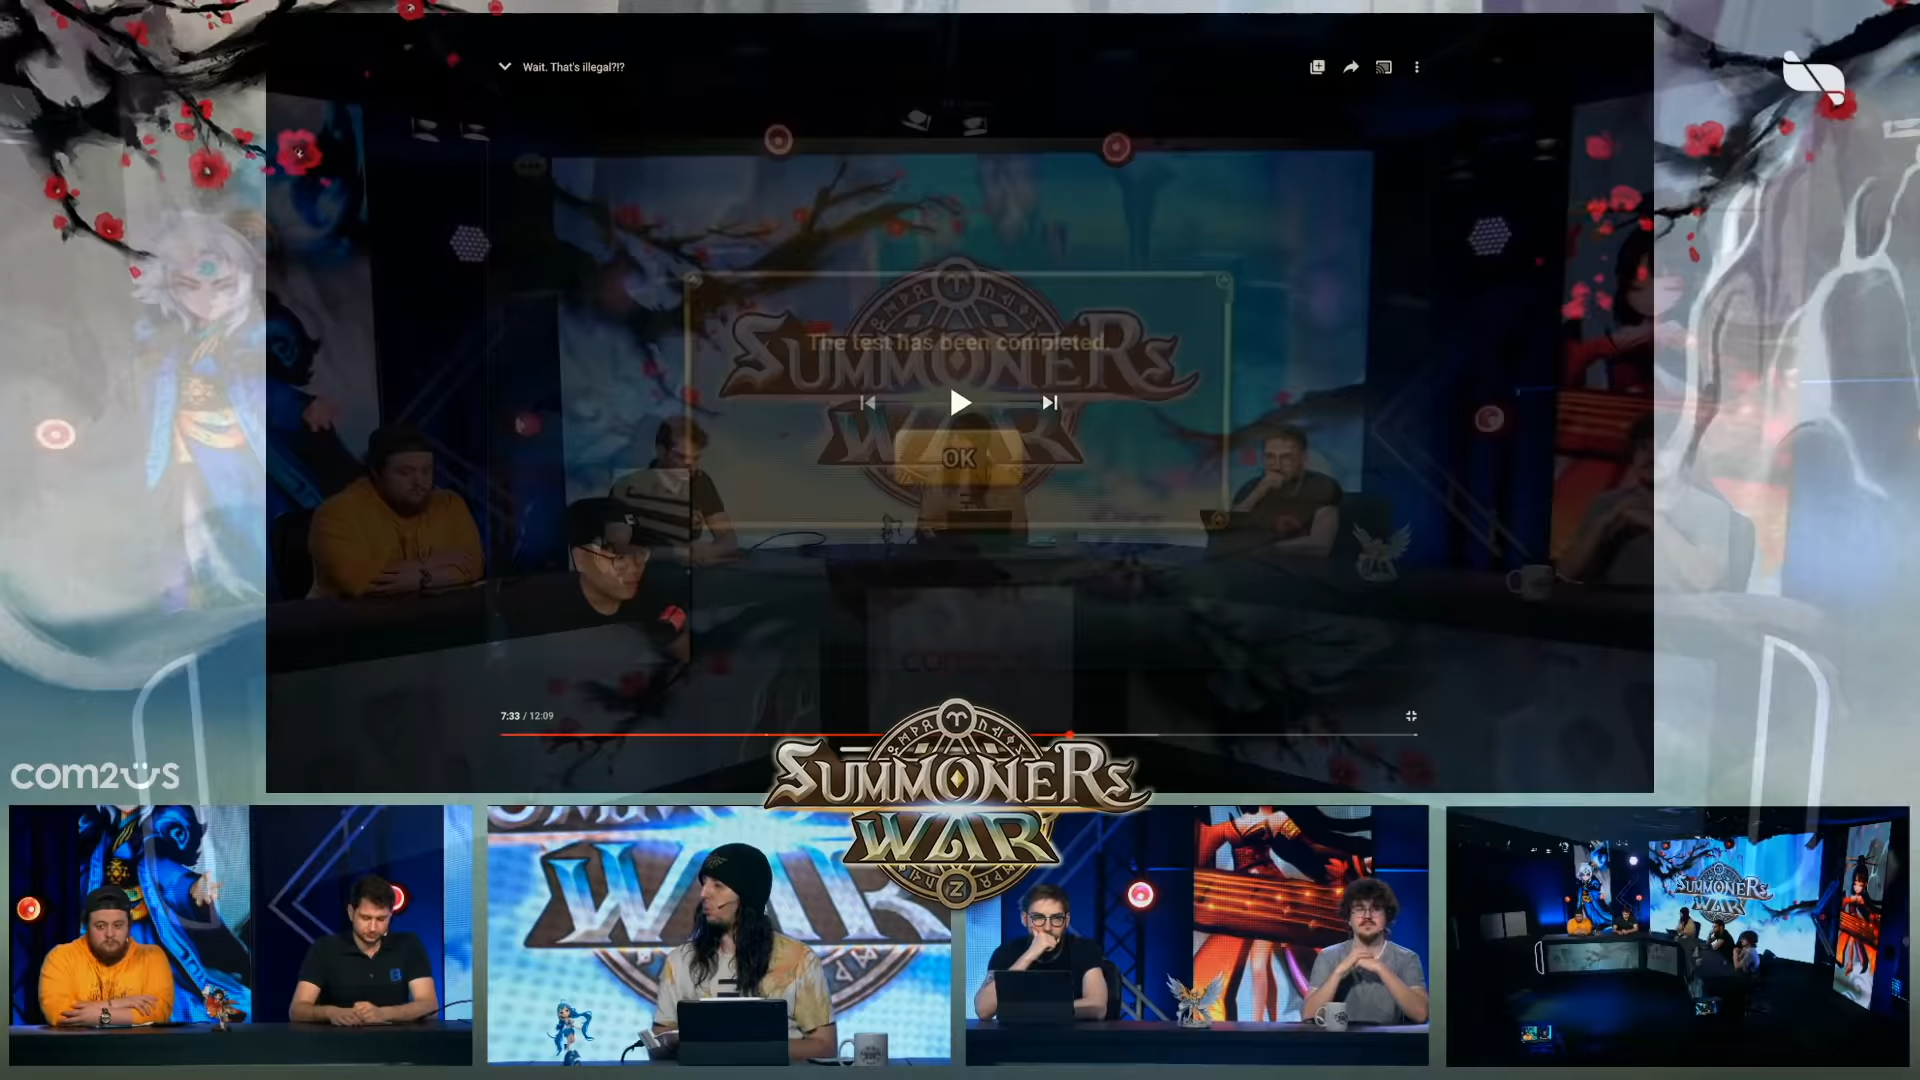 Wait. That's illegal?!?
SUMMONERS
WAR
The test has been completed.
OK
7:33 / 12:09
com2us
SUMMONERS
WAR
WAR
SUMMONERS
WAR